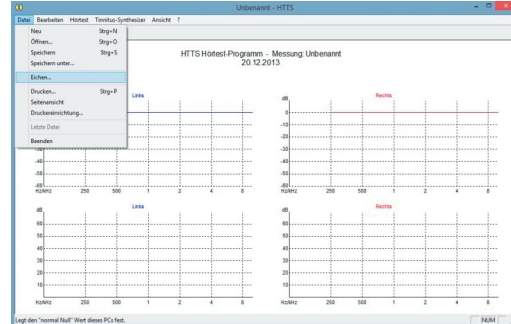 Unbenannt - HTTS
Datei Bearbeiten Hörtest Tinnitus-Synthesizer Ansicht ?
Neu Strg+N
Öffnen... Strg+O
Speichern Strg+S
Speichern unter...
Eichen...
Drucken... Strg+P
Seitenansicht
Druckereinrichtung...
Letzte Datei
Beenden
HTTS Hörtest-Programm - Messung: Unbenannt
20.12.2013
Links
-40
-50
-60
Hz/kHz 250 500 1 2 4 8
Rechts
dB
0
-10
-20
-30
-40
-50
-60
Hz/kHz 250 500 1 2 4 8
Links
dB
60
50
40
30
20
10
Hz/kHz 250 500 1 2 4 8
Rechts
dB
60
50
40
30
20
10
Hz/kHz 250 500 1 2 4 8
Legt den "normal Null" Wert dieses PCs fest.
NUM